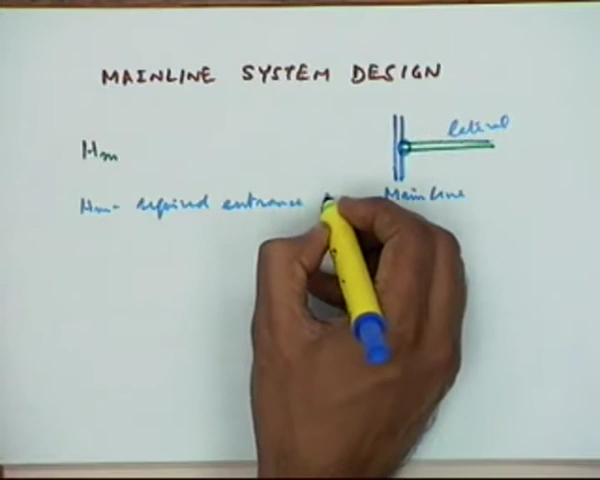 MAINLINE SYSTEM DESIGN
lateral
Hm
Main line
Hm - required entrance